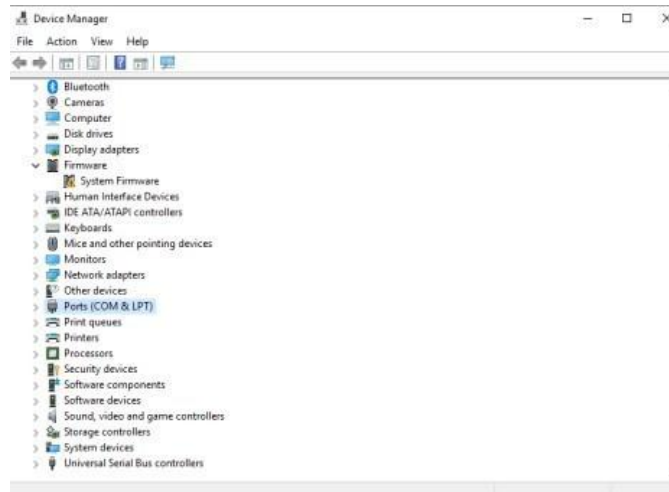 Device Manager
File Action View Help
Bluetooth
Cameras
Computer
Disk drives
Display adapters
Firmware
System Firmware
Human Interface Devices
IDE ATA/ATAPI controllers
Keyboards
Mice and other pointing devices
Monitors
Network adapters
Other devices
Ports (COM & LPT)
Print queues
Printers
Processors
Security devices
Software components
Software devices
Sound, video and game controllers
Storage controllers
System devices
Universal Serial Bus controllers